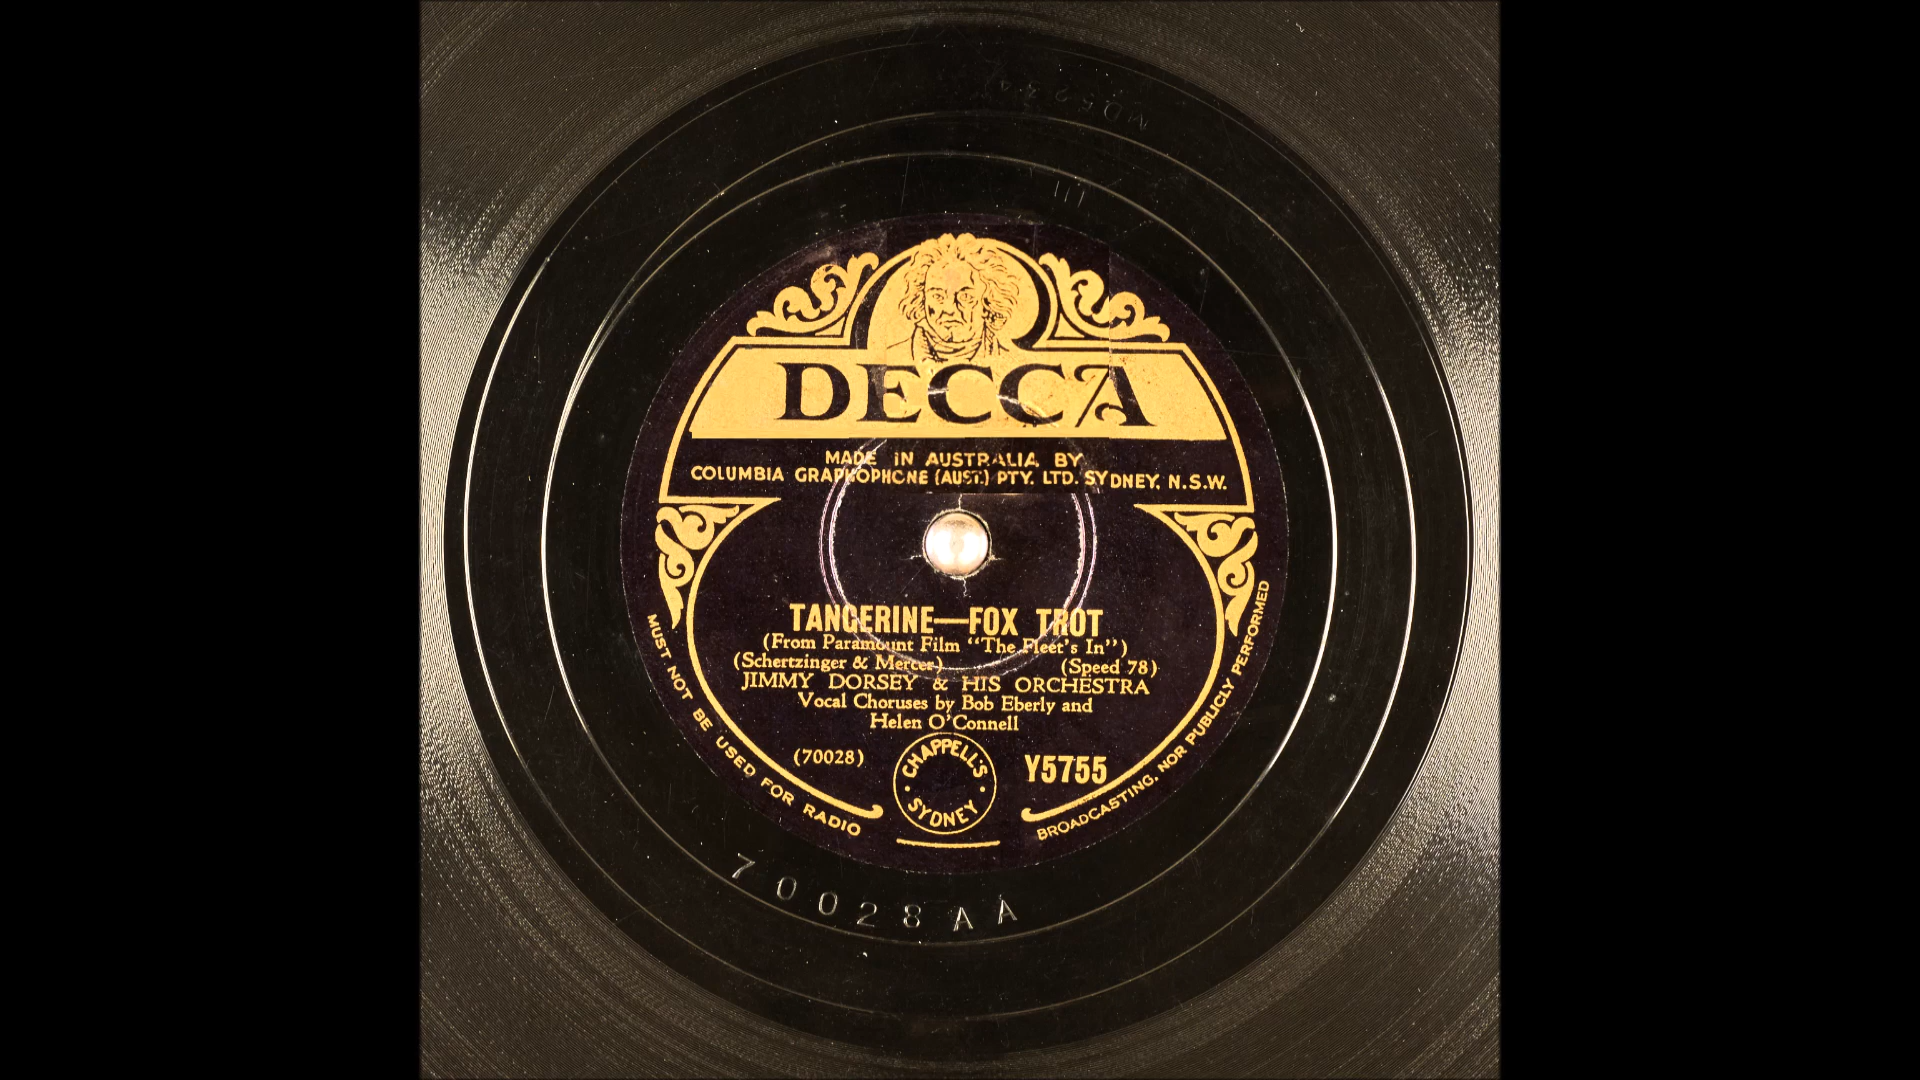 DECCA
MADE IN AUSTRALIA BY
COLUMBIA GRAPHOPHONE (AUST.) PTY. LTD. SYDNEY, N.S.W.
TANGERINE—FOX TROT
(From Paramount Film "The Fleet's In")
(Schertzinger & Mercer) (Speed 78)
JIMMY DORSEY & HIS ORCHESTRA
Vocal Choruses by Bob Eberly and
Helen O'Connell
(70028)
CHAPPELL'S
SYDNEY
Y5755
MUST NOT BE USED FOR RADIO
BROADCASTING, NOR PUBLICLY PERFORMED
70028 AA
III